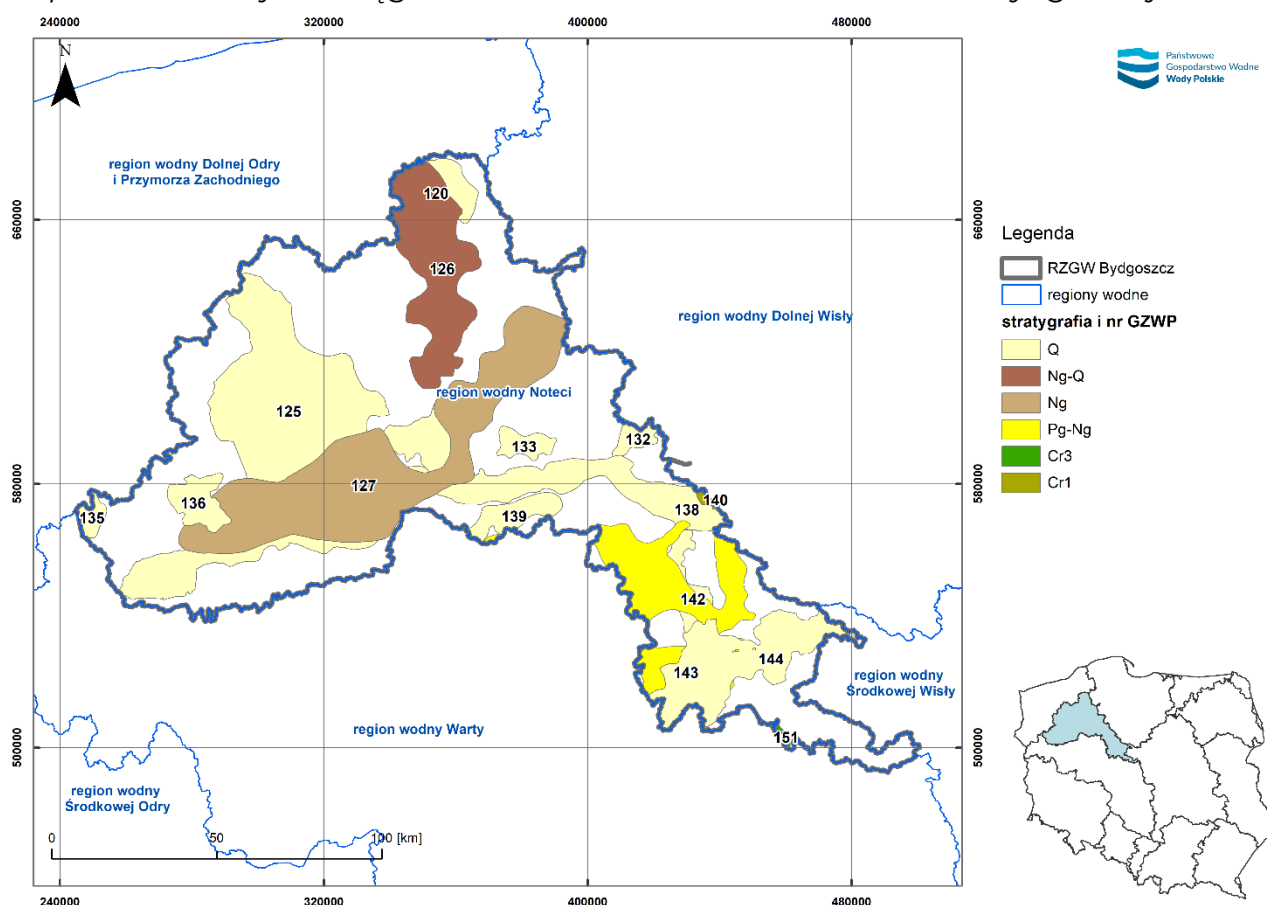 240000
320000
400000
480000
N
Państwowe
Gospodarstwo Wodne
Wody Polskie
region wodny Dolnej Odry
i Przymorza Zachodniego
120
660000
660000
126
Legenda
RZGW Bydgoszcz
regiony wodne
stratygrafia i nr GZWP
Q
Ng-Q
Ng
Pg-Ng
Cr3
Cr1
region wodny Dolnej Wisły
region wodny Noteci
125
132
133
127
580000
580000
136
135
140
138
139
142
143
144
region wodny
Środkowej Wisły
region wodny Warty
151
500000
500000
region wodny
Środkowej Odry
0
50
100 [km]
240000
320000
400000
480000